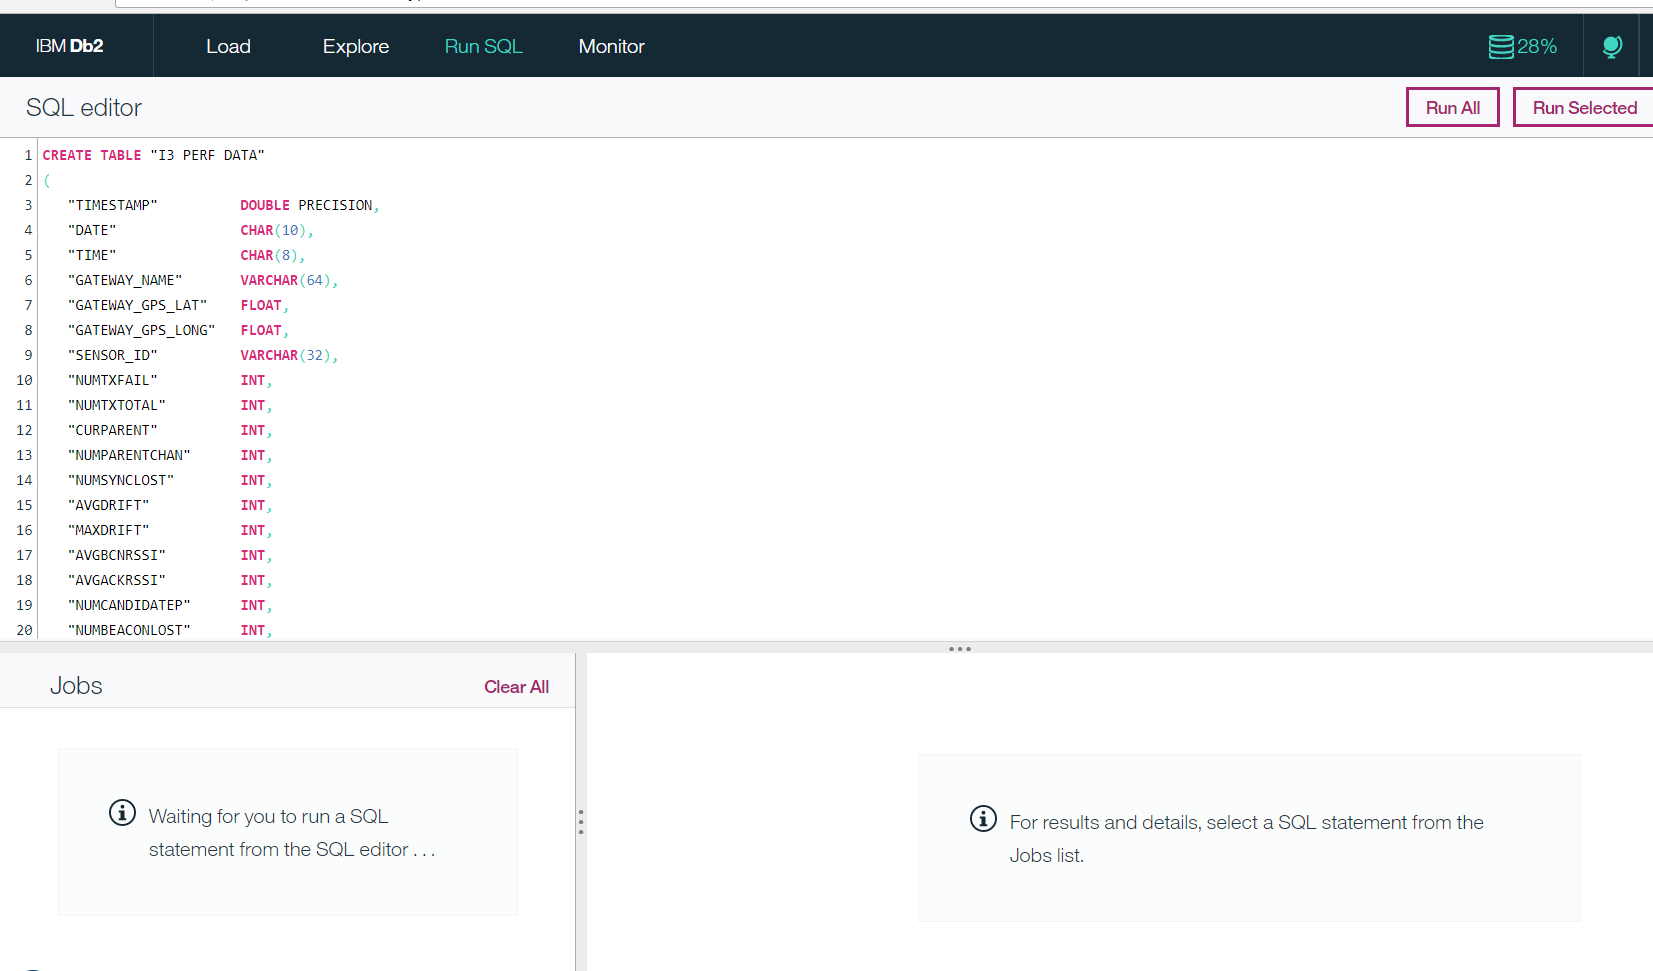 IBM Db2 Load Explore Run SQL Monitor 28%
SQL editor Run All Run Selected
1 CREATE TABLE "I3 PERF DATA"
2 (
3 "TIMESTAMP" DOUBLE PRECISION,
4 "DATE" CHAR(10),
5 "TIME" CHAR(8),
6 "GATEWAY_NAME" VARCHAR(64),
7 "GATEWAY_GPS_LAT" FLOAT,
8 "GATEWAY_GPS_LONG" FLOAT,
9 "SENSOR_ID" VARCHAR(32),
10 "NUMTXFAIL" INT,
11 "NUMTXTOTAL" INT,
12 "CURPARENT" INT,
13 "NUMPARENTCHAN" INT,
14 "NUMSYNCLOST" INT,
15 "AVGDRIFT" INT,
16 "MAXDRIFT" INT,
17 "AVGBCNRSSI" INT,
18 "AVGACKRSSI" INT,
19 "NUMCANDIDATEP" INT,
20 "NUMBEACONLOST" INT,
Jobs Clear All
Waiting for you to run a SQL
statement from the SQL editor . . .
For results and details, select a SQL statement from the
Jobs list.